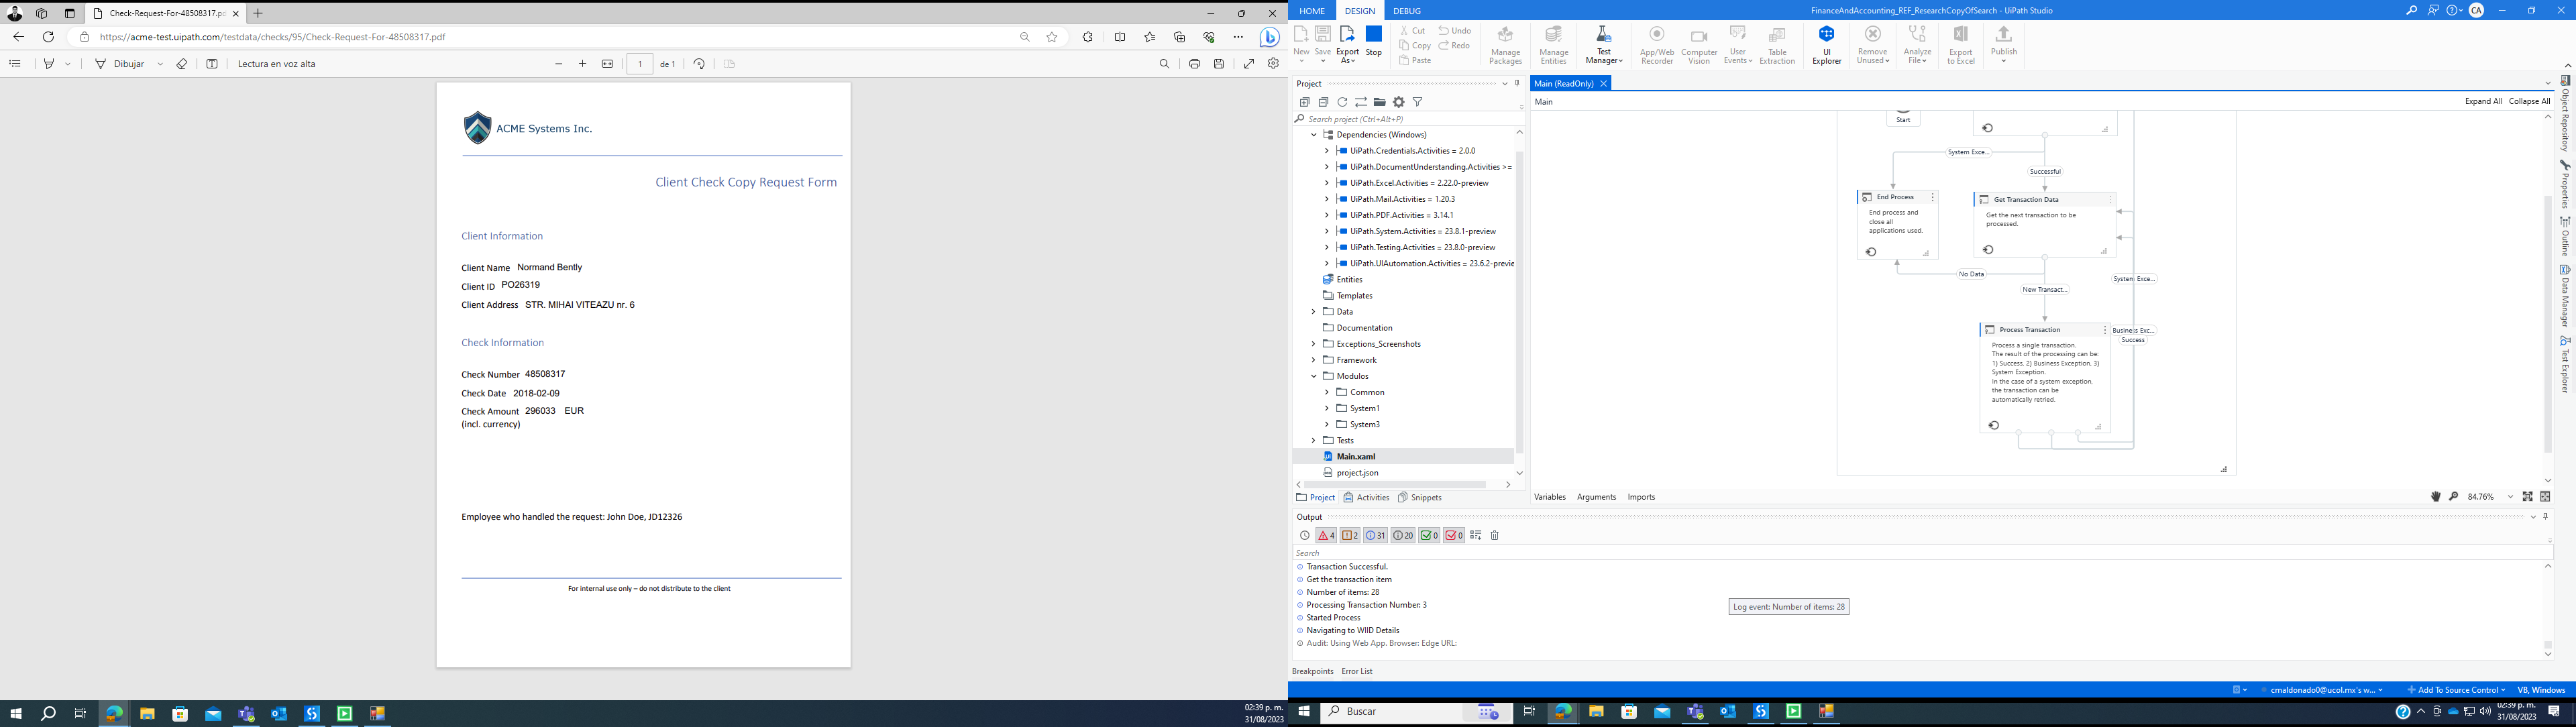 Check-Request-For-48508317.pd
https://acme-test.uipath.com/testdata/checks/95/Check-Request-For-48508317.pdf
Dibujar
Lectura en voz alta
1 de 1
ACME Systems Inc.
Client Check Copy Request Form
Client Information
Client Name Normand Bently
Client ID PO26319
Client Address STR. MIHAI VITEAZU nr. 6
Check Information
Check Number 48508317
Check Date 2018-02-09
Check Amount 296033 EUR
(incl. currency)
Employee who handled the request: John Doe, JD12326
For internal use only – do not distribute to the client
02:39 p. m.
31/08/2023
HOME DESIGN DEBUG
FinanceAndAccounting_REF_ResearchCopyOfSearch - UiPath Studio
CA
New
Save
Export As
Stop
Cut
Copy
Paste
Undo
Redo
Manage Packages
Manage Entities
Test Manager
App/Web Recorder
Computer Vision
User Events
Table Extraction
UI Explorer
Remove Unused
Analyze File
Export to Excel
Publish
Project
Search project (Ctrl+Alt+P)
Dependencies (Windows)
UiPath.Credentials.Activities = 2.0.0
UiPath.DocumentUnderstanding.Activities >=
UiPath.Excel.Activities = 2.22.0-preview
UiPath.Mail.Activities = 1.20.3
UiPath.PDF.Activities = 3.14.1
UiPath.System.Activities = 23.8.1-preview
UiPath.Testing.Activities = 23.8.0-preview
UiPath.UIAutomation.Activities = 23.6.2-previe
Entities
Templates
Data
Documentation
Exceptions_Screenshots
Framework
Modulos
Common
System1
System3
Tests
Main.xaml
project.json
Project Activities Snippets
Main (ReadOnly)
Main
Expand All Collapse All
Start
System Exce...
Successful
End Process
End process and
close all
applications used.
Get Transaction Data
Get the next transaction to be
processed.
No Data
New Transact...
System Exce...
Process Transaction
Process a single transaction.
The result of the processing can be:
1) Success, 2) Business Exception, 3)
System Exception.
In the case of a system exception,
the transaction can be
automatically retried.
Business Exc...
Success
Variables Arguments Imports
84.76%
Object Repository
Properties
Outline
Data Manager
Test Explorer
Output
4 2 31 20 0 0
Search
Transaction Successful.
Get the transaction item
Number of items: 28
Processing Transaction Number: 3
Started Process
Navigating to WIID Details
Audit: Using Web App. Browser: Edge URL:
Log event: Number of items: 28
Breakpoints Error List
cmaldonado0@ucol.mx's w...
Add To Source Control
VB, Windows
Buscar
02:39 p. m.
31/08/2023